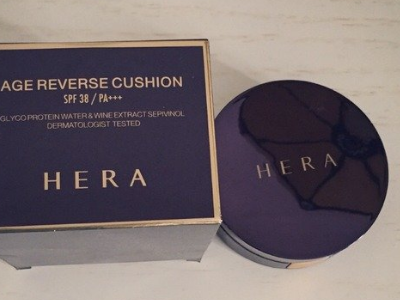 AGE REVERSE CUSHION
SPF 38 / PA+++
GLYCO PROTEIN WATER & WINE EXTRACT SEPIVINOL
DERMATOLOGIST TESTED
HERA
HERA